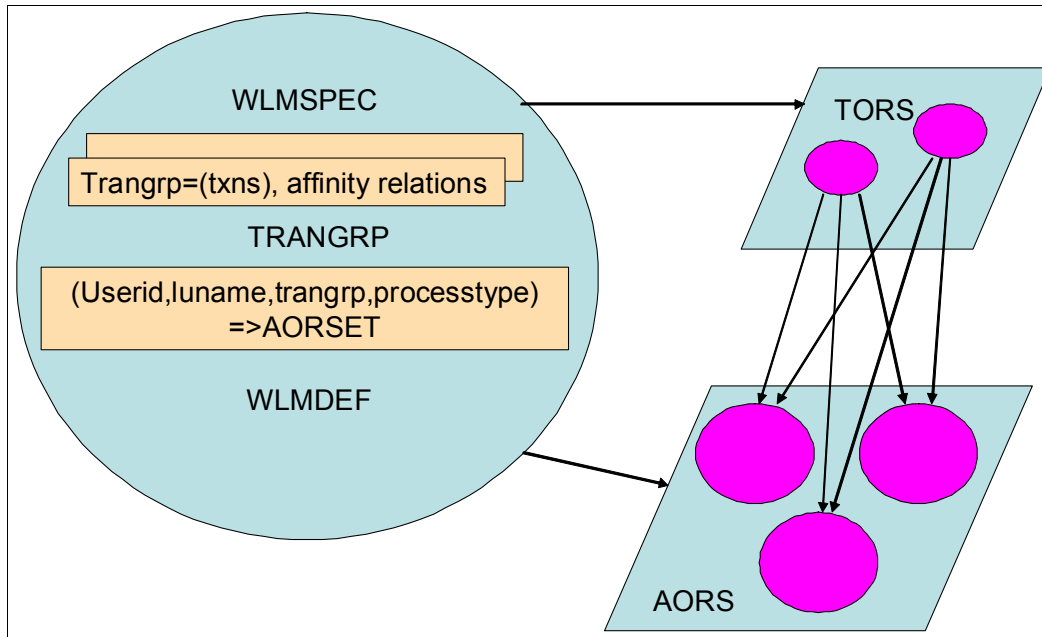 WLMSPEC
Trangrp=(txns), affinity relations
TRANGRP
(Userid,luname,trangrp,processtype)
=>AORSET
WLMDEF
TORS
AORS